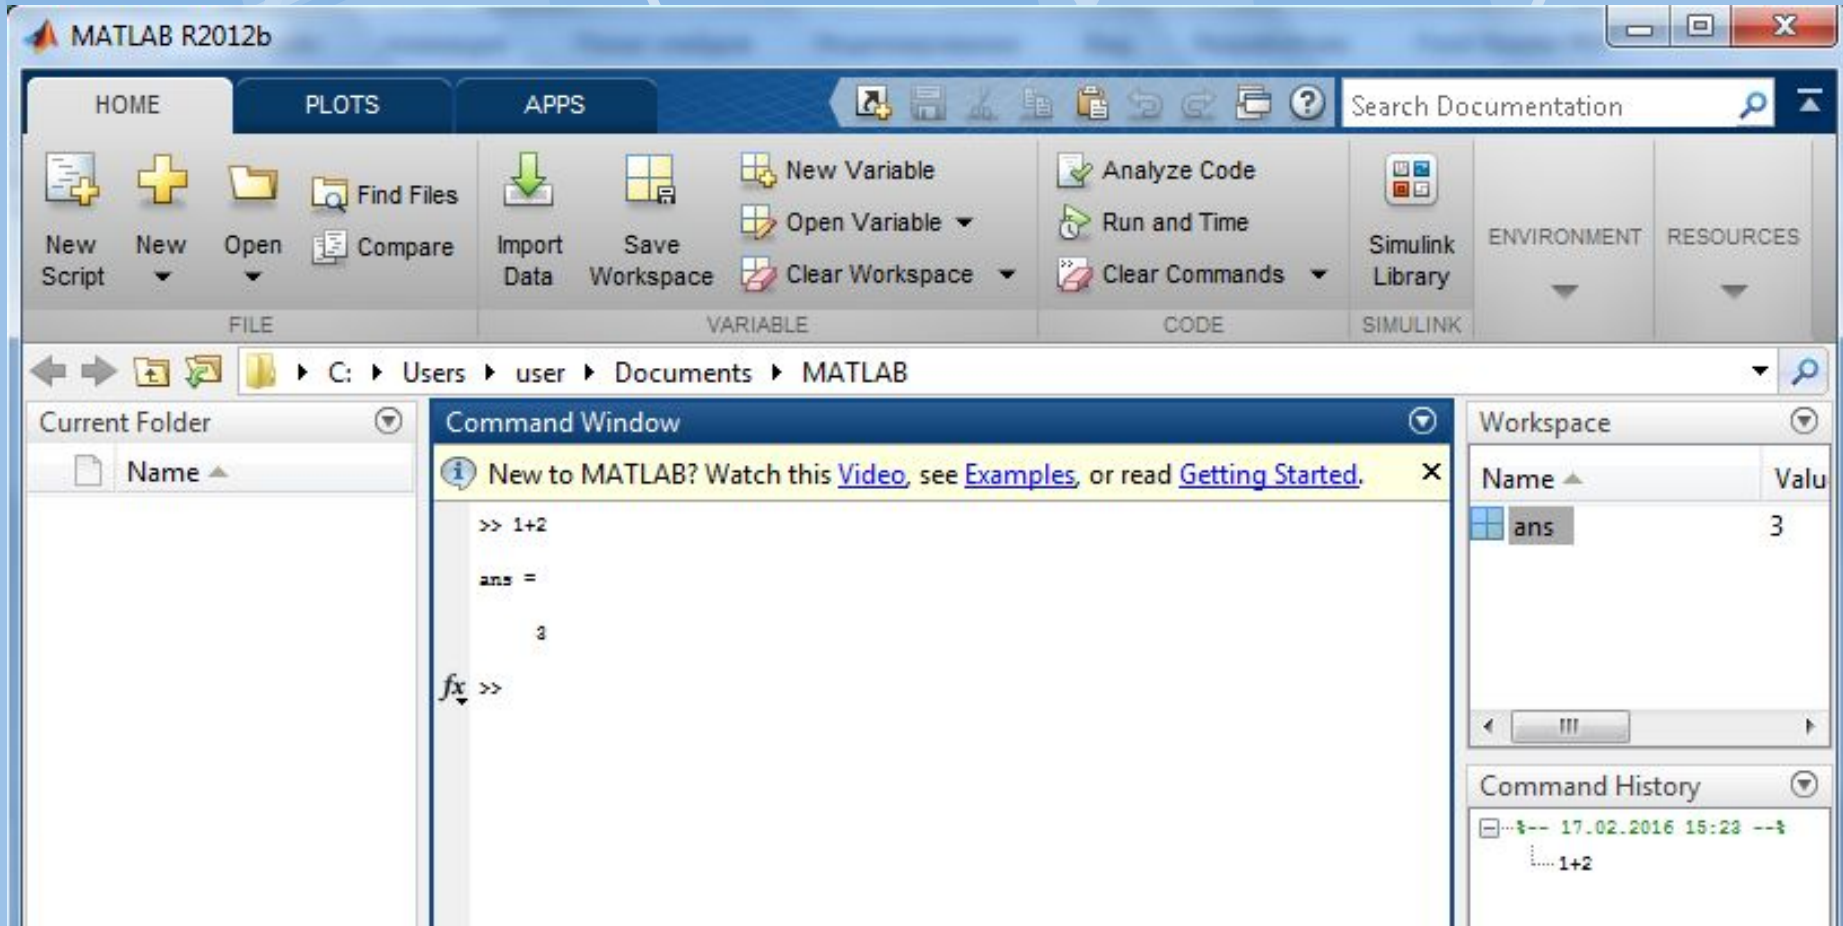 MATLAB R2012b
HOME PLOTS APPS Search Documentation
New Script
New
Open
Find Files
Compare
FILE
Import Data
Save Workspace
New Variable
Open Variable
Clear Workspace
VARIABLE
Analyze Code
Run and Time
Clear Commands
CODE
Simulink Library
SIMULINK
ENVIRONMENT
RESOURCES
C: Users user Documents MATLAB
Current Folder
Name
Command Window
New to MATLAB? Watch this Video, see Examples, or read Getting Started.
>> 1+2
ans =
3
fx >>
Workspace
Name Valu
ans 3
Command History
%-- 17.02.2016 15:23 --%
1+2